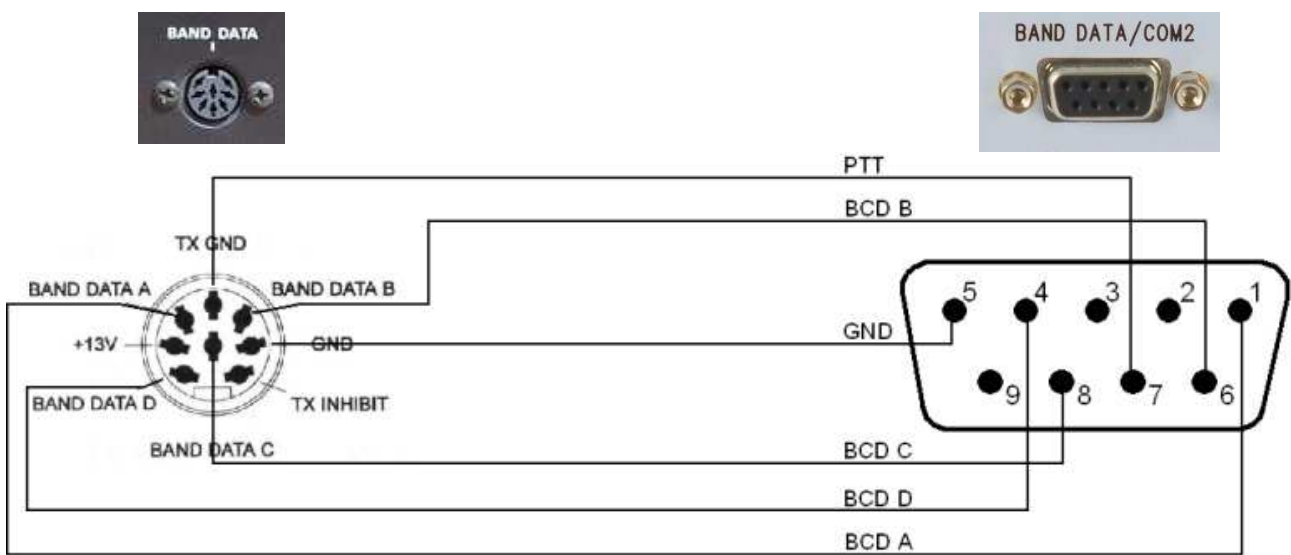 BAND DATA
BAND DATA/COM2
PTT
BCD B
TX GND
BAND DATA A
BAND DATA B
5
4
3
2
1
+13V
GND
GND
9
8
7
6
BAND DATA D
TX INHIBIT
BAND DATA C
BCD C
BCD D
BCD A